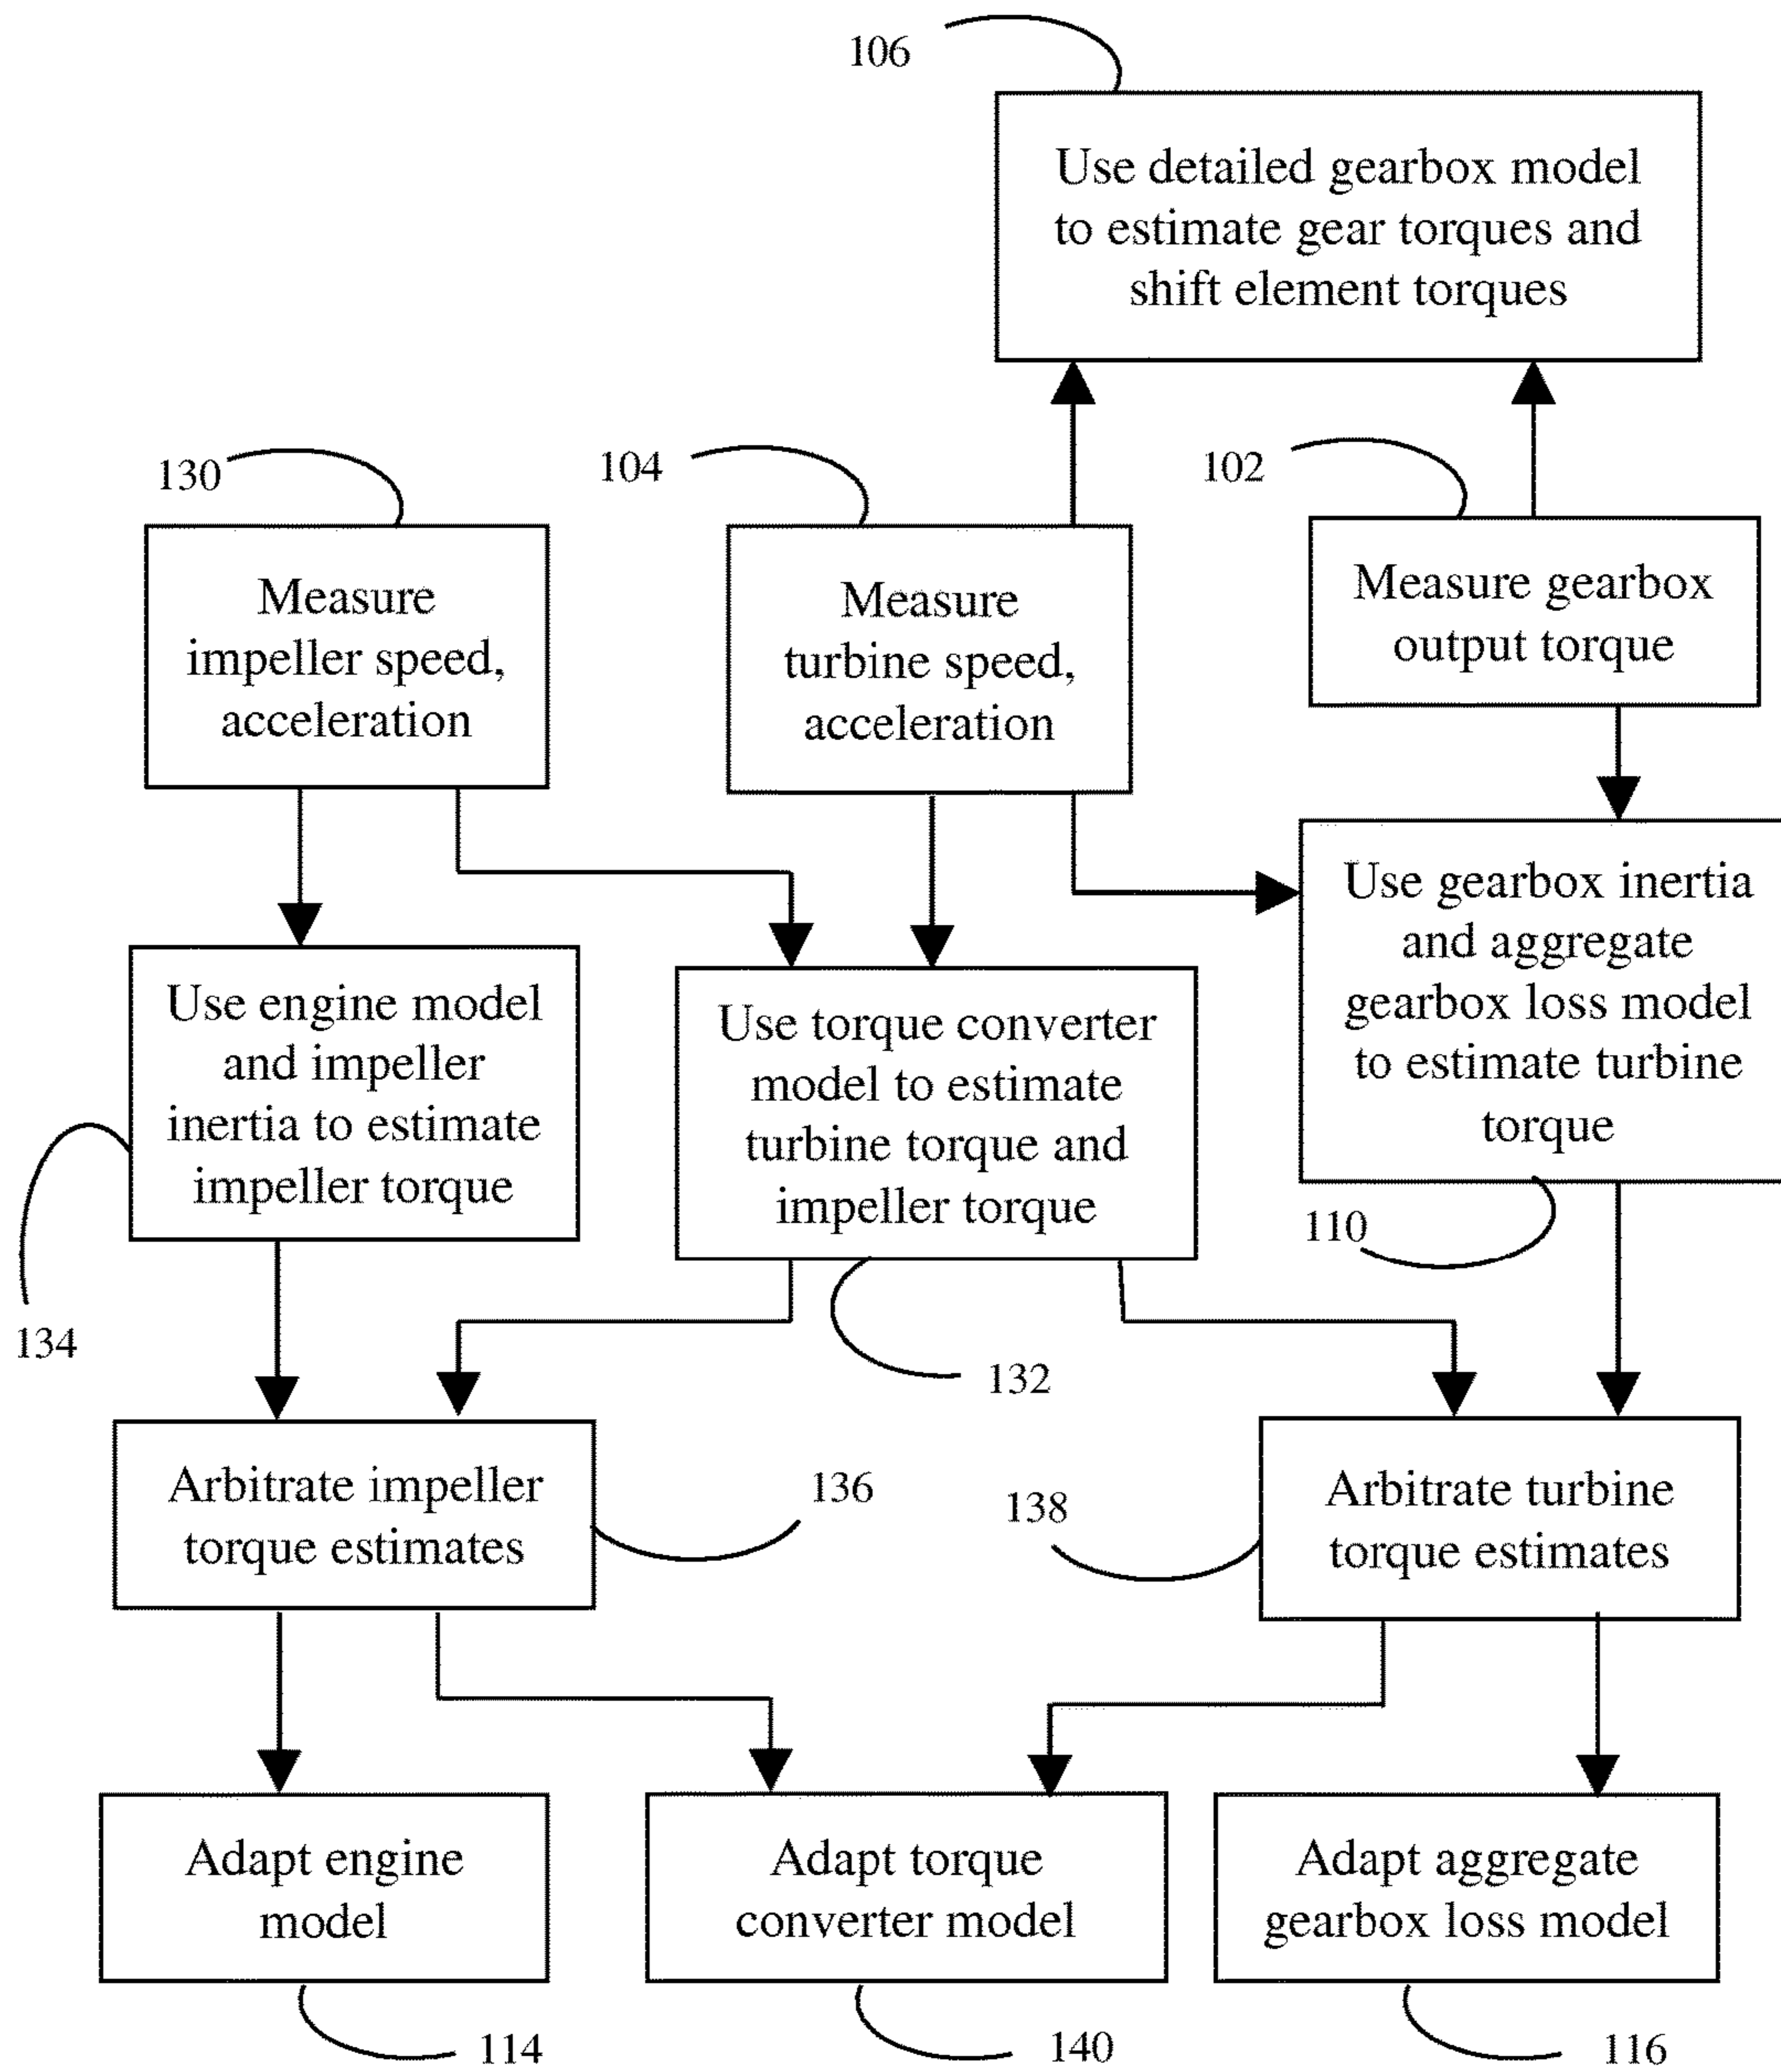 106
Use detailed gearbox model
to estimate gear torques and
shift element torques
130
104
102
Measure
impeller speed,
acceleration
Measure
turbine speed,
acceleration
Measure gearbox
output torque
Use engine model
and impeller
inertia to estimate
impeller torque
Use torque converter
model to estimate
turbine torque and
impeller torque
Use gearbox inertia
and aggregate
gearbox loss model
to estimate turbine
torque
110
134
132
Arbitrate impeller
torque estimates
136
138
Arbitrate turbine
torque estimates
Adapt engine
model
Adapt torque
converter model
Adapt aggregate
gearbox loss model
114
140
116